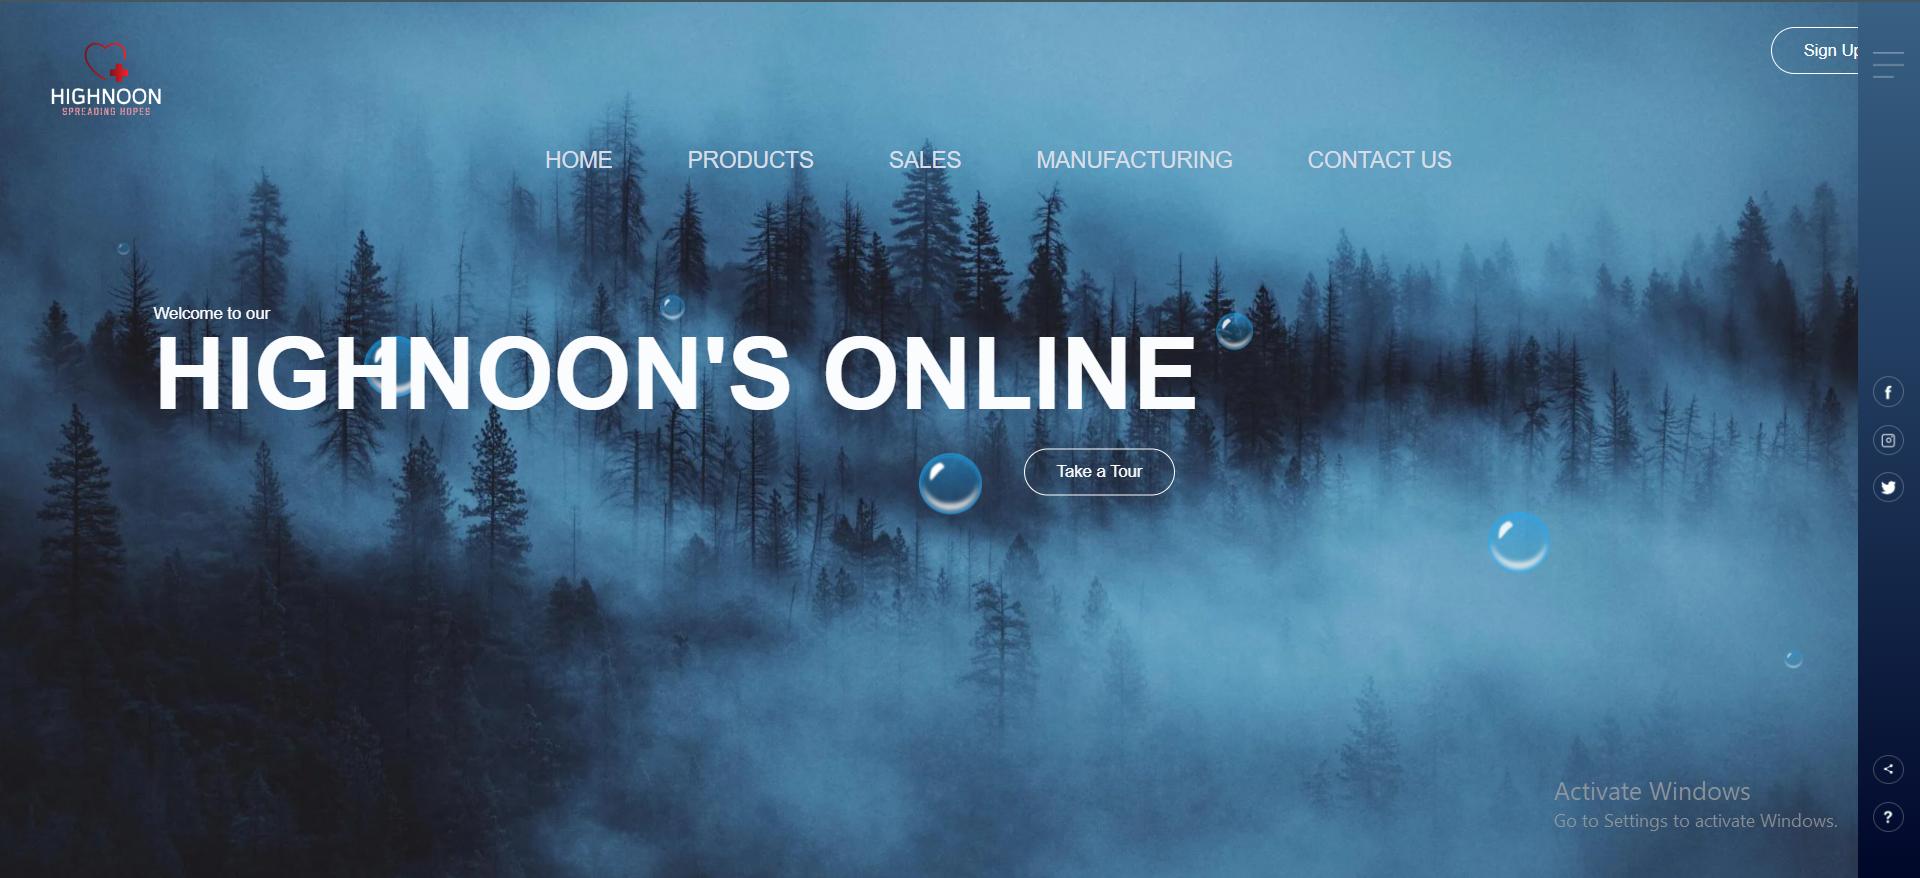 HIGHNOON
SPREADING HOPES
Sign Up
HOME PRODUCTS SALES MANUFACTURING CONTACT US
Welcome to our
HIGHNOON'S ONLINE
Take a Tour
f
?
Activate Windows
Go to Settings to activate Windows.